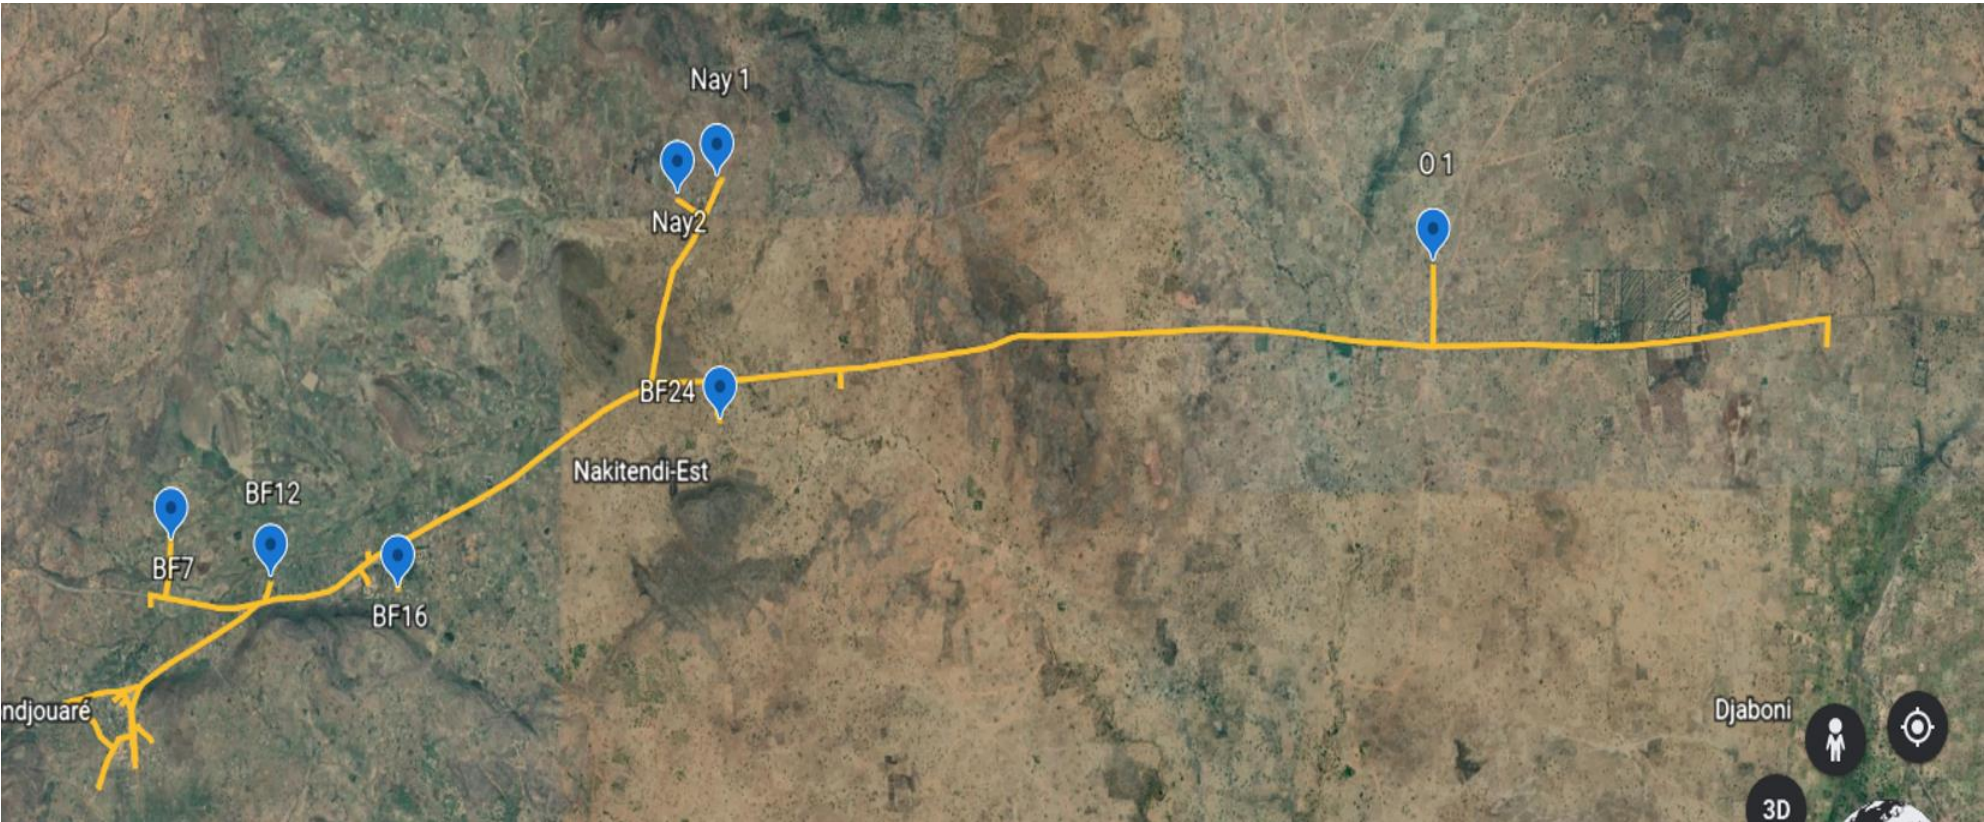 Nay 1
O 1
Nay2
BF24
Nakitendi-Est
BF12
BF7
BF16
ndjouaré
Djaboni
3D